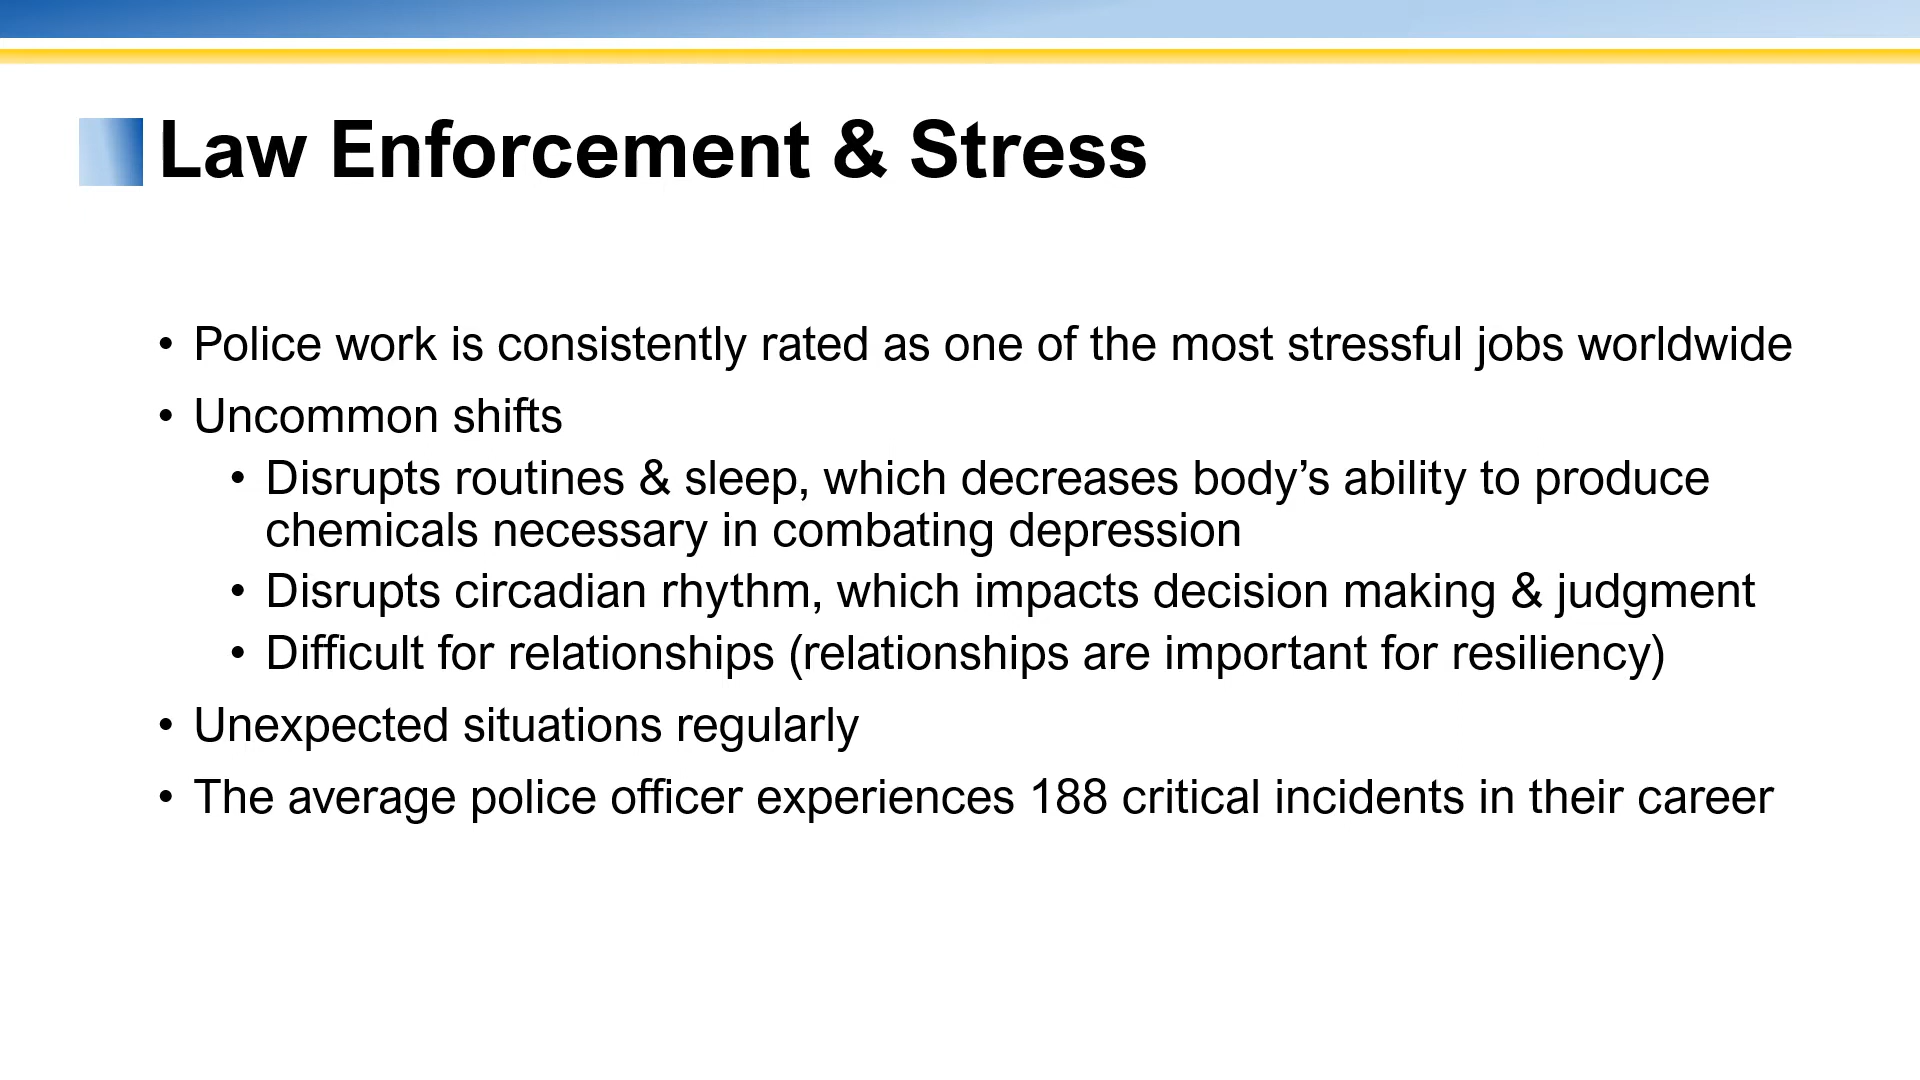 Law Enforcement & Stress
• Police work is consistently rated as one of the most stressful jobs worldwide
• Uncommon shifts
• Disrupts routines & sleep, which decreases body’s ability to produce
chemicals necessary in combating depression
• Disrupts circadian rhythm, which impacts decision making & judgment
• Difficult for relationships (relationships are important for resiliency)
• Unexpected situations regularly
• The average police officer experiences 188 critical incidents in their career